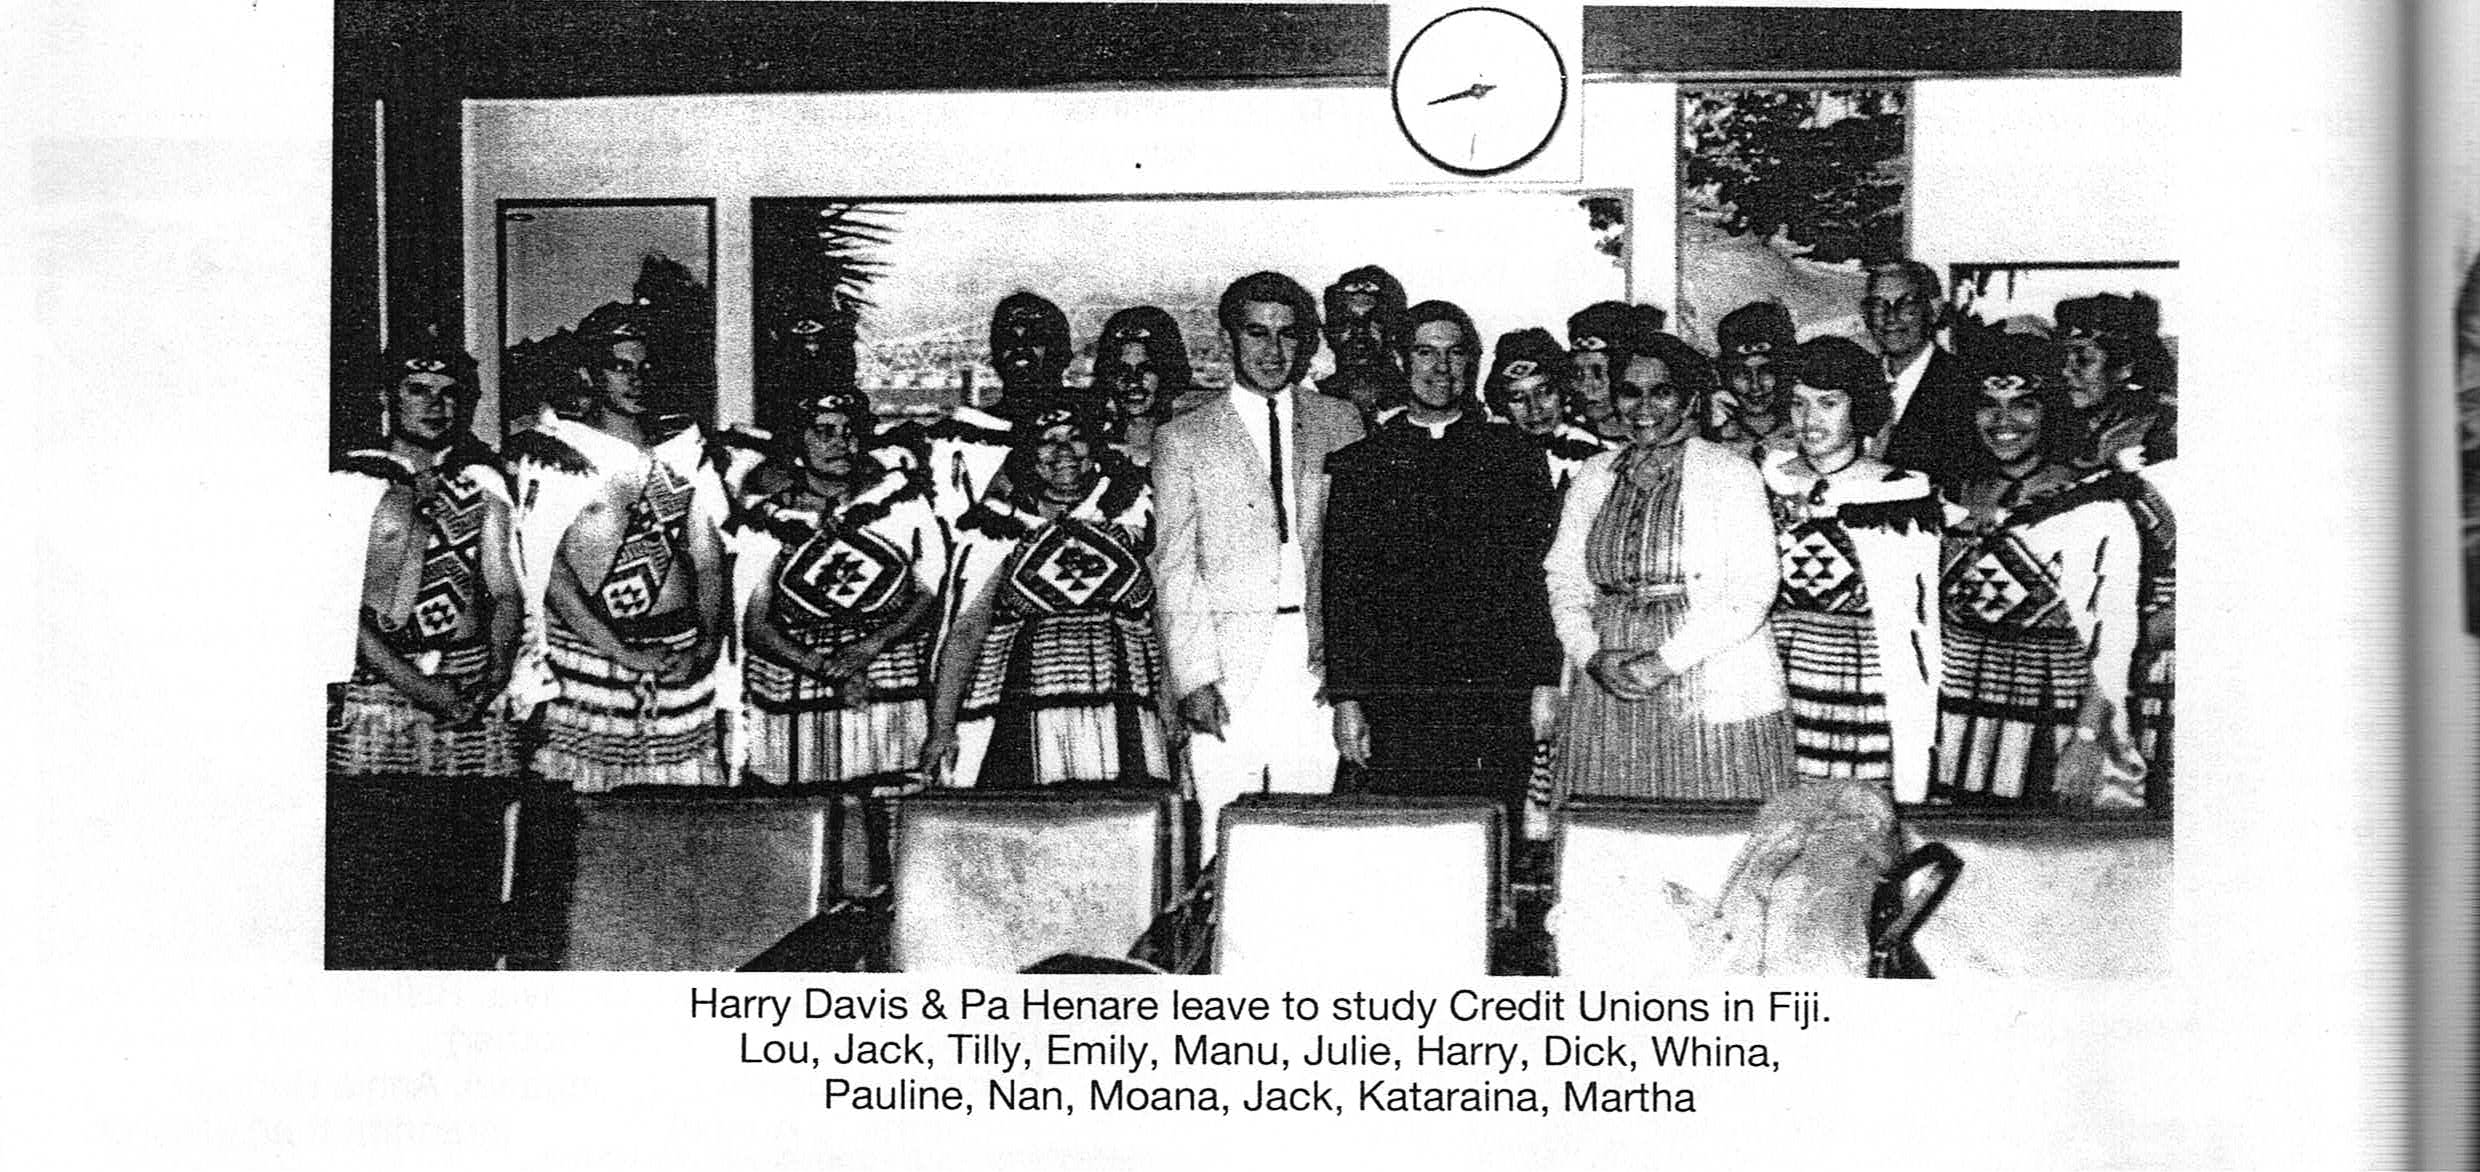 Harry Davis & Pa Henare leave to study Credit Unions in Fiji.
Lou, Jack, Tilly, Emily, Manu, Julie, Harry, Dick, Whina,
Pauline, Nan, Moana, Jack, Kataraina, Martha